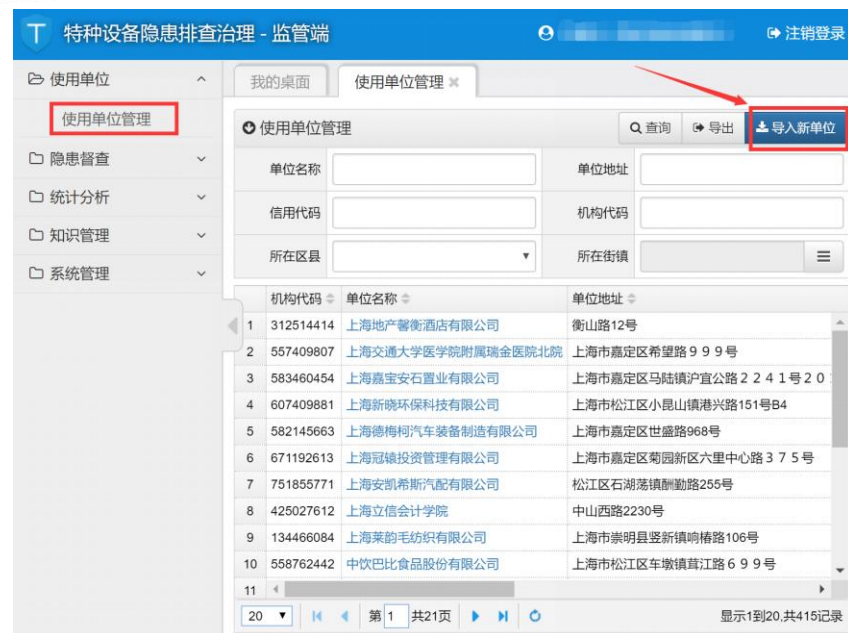 特种设备隐患排查治理 - 监管端
注销登录
使用单位
使用单位管理
隐患督查
统计分析
知识管理
系统管理
我的桌面
使用单位管理
使用单位管理
查询
导出
导入新单位
单位名称
单位地址
信用代码
机构代码
所在区县
所在街镇
机构代码 单位名称 单位地址
1 312514414 上海地产馨衡酒店有限公司 衡山路12号
2 557409807 上海交通大学医学院附属瑞金医院北院 上海市嘉定区希望路９９９号
3 583460454 上海嘉宝安石置业有限公司 上海市嘉定区马陆镇沪宜公路２２４１号２０
4 607409881 上海新晓环保科技有限公司 上海市松江区小昆山镇港兴路151号B4
5 582145663 上海德梅柯汽车装备制造有限公司 上海市嘉定区世盛路968号
6 671192613 上海冠辕投资管理有限公司 上海市嘉定区菊园新区六里中心路３７５号
7 751855771 上海安凯希斯汽配有限公司 松江区石湖荡镇酬勤路255号
8 425027612 上海立信会计学院 中山西路2230号
9 134466084 上海莱韵毛纺织有限公司 上海市崇明县竖新镇响椿路106号
10 558762442 中饮巴比食品股份有限公司 上海市松江区车墩镇茸江路６９９号
11
20 第 1 共21页 显示1到20,共415记录